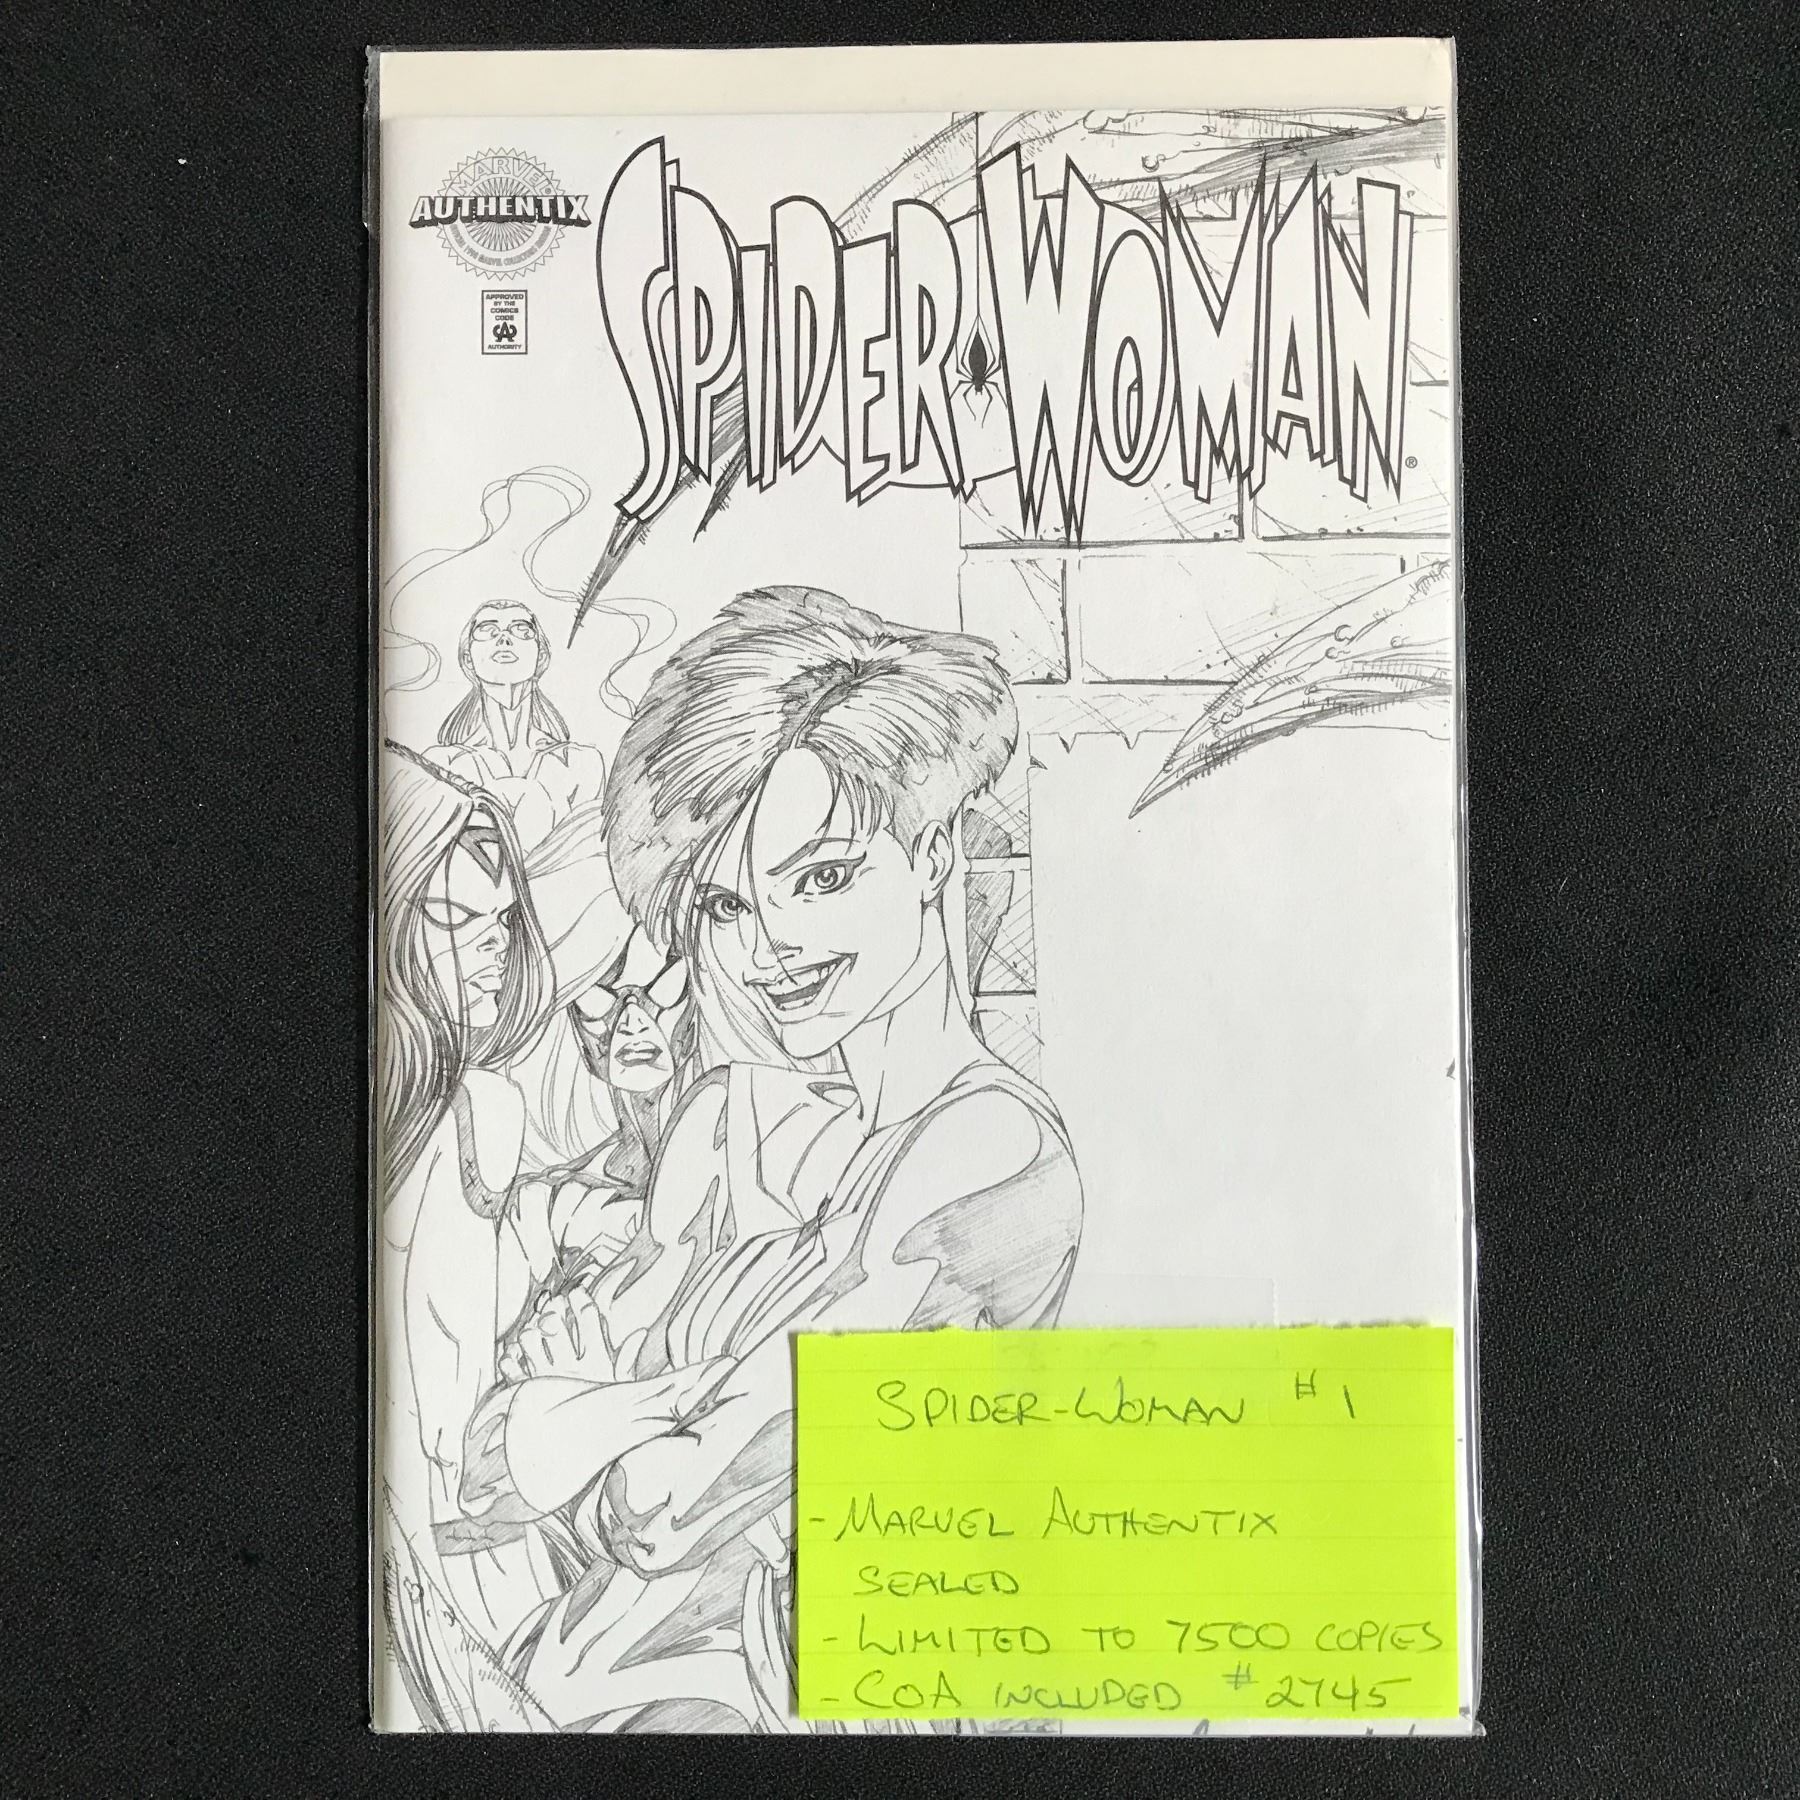 MARVEL
AUTHENTIX
SPIDER-WOMAN®
APPROVED
BY THE
COMICS
CODE
CA
AUTHORITY
SPIDER-WOMAN #1
- MARVEL AUTHENTIX
SEALED
- LIMITED TO 7500 COPIES
- COA INCLUDED #2745